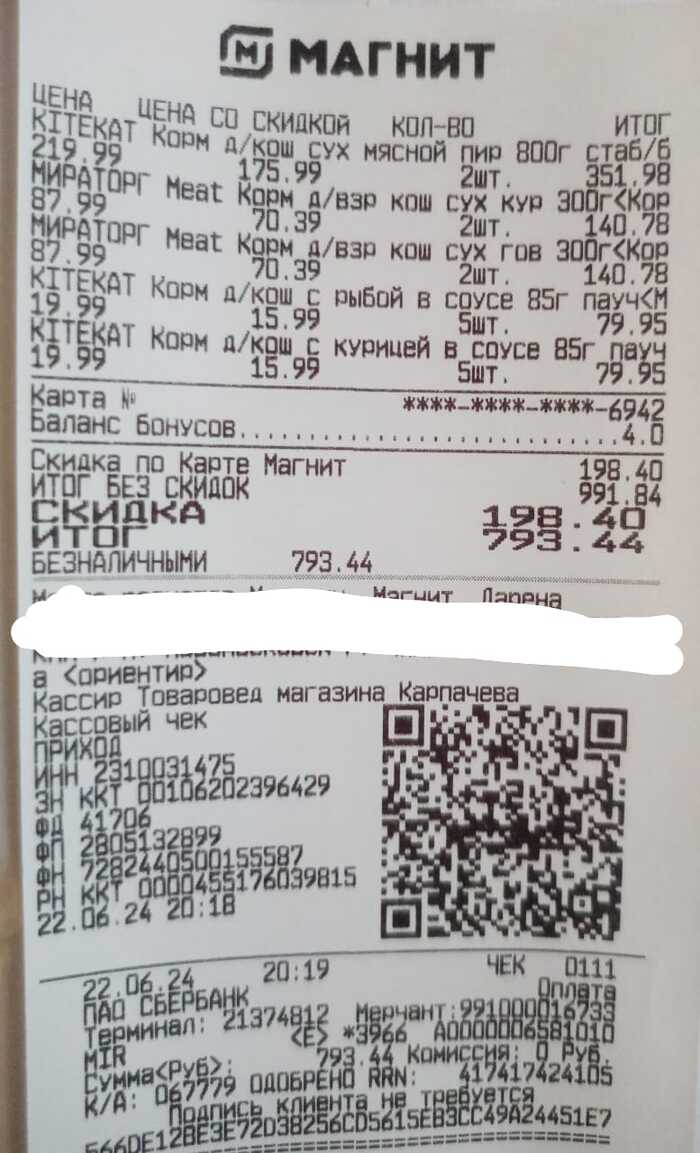 МАГНИТ
ЦЕНА ЦЕНА СО СКИДКОЙ КОЛ-ВО ИТОГ
KITEKAT Корм д/кош сух мясной пир 800г стаб/б
219.99 175.99 2шт. 351.98
МИРАТОРГ Meat Корм д/взр кош сух кур 300г<Кор
87.99 70.39 2шт. 140.78
МИРАТОРГ Meat Корм д/взр кош сух гов 300г<Кор
87.99 70.39 2шт. 140.78
KITEKAT Корм д/кош с рыбой в соусе 85г пауч<М
19.99 15.99 5шт. 79.95
KITEKAT Корм д/кош с курицей в соусе 85г пауч
19.99 15.99 5шт. 79.95
Карта № ****-****-****-6942
Баланс Бонусов..............................4.0
Скидка по Карте Магнит 198.40
ИТОГ БЕЗ СКИДОК 991.84
СКИДКА 198.40
ИТОГ 793.44
БЕЗНАЛИЧНЫМИ 793.44
Магнит Дарена
а <ориентир>
Кассир Товаровед магазина Карпачева
Кассовый чек
ПРИХОД
ИНН 2310031475
ЗН ККТ 00106202396429
ФД 41706
ФП 2805132899
ФН 7282440500155587
РН ККТ 0000455176039815
22.06.24 20:18
22.06.24 20:19 ЧЕК 0111
ПАО СБЕРБАНК Оплата
Терминал: 21374812 Мерчант:991000016733
MIR <E> *3966 A0000006581010
Сумма<Руб>: 793.44 Комиссия: 0 Руб.
К/А: 067779 ОДОБРЕНО RRN: 417417424105
Подпись клиента не требуется
566DE12BE3E72D38256CD5615EB3CC49A24451E7